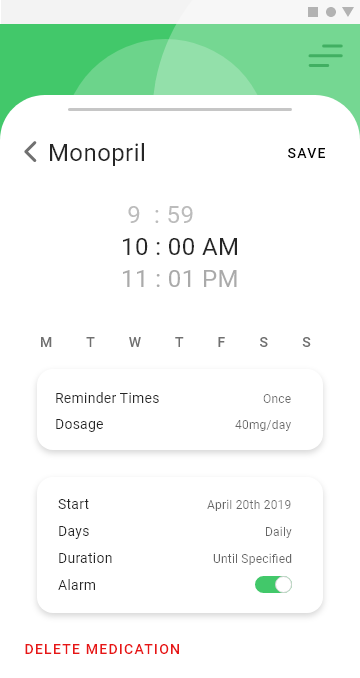 Monopril SAVE
9 : 59
10 : 00 AM
11 : 01 PM
M T W T F S S
Reminder Times Once
Dosage 40mg/day
Start April 20th 2019
Days Daily
Duration Until Specified
Alarm
DELETE MEDICATION